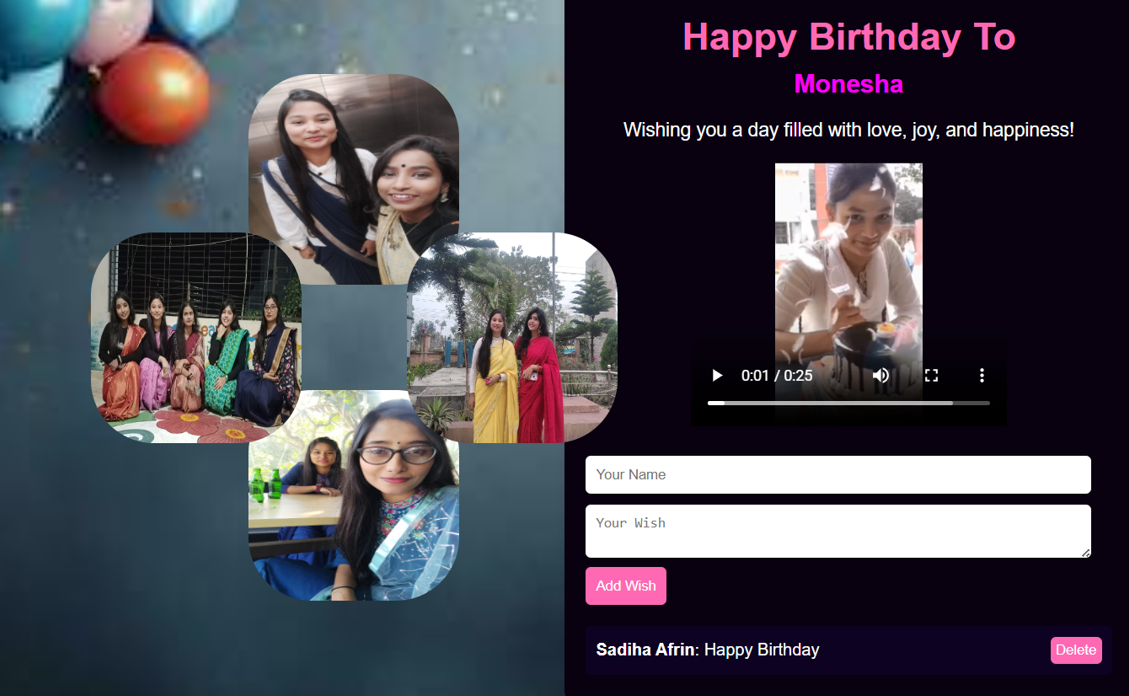 Happy Birthday To
Monesha
Wishing you a day filled with love, joy, and happiness!
0:01 / 0:25
Your Name
Your Wish
Add Wish
Sadiha Afrin: Happy Birthday
Delete